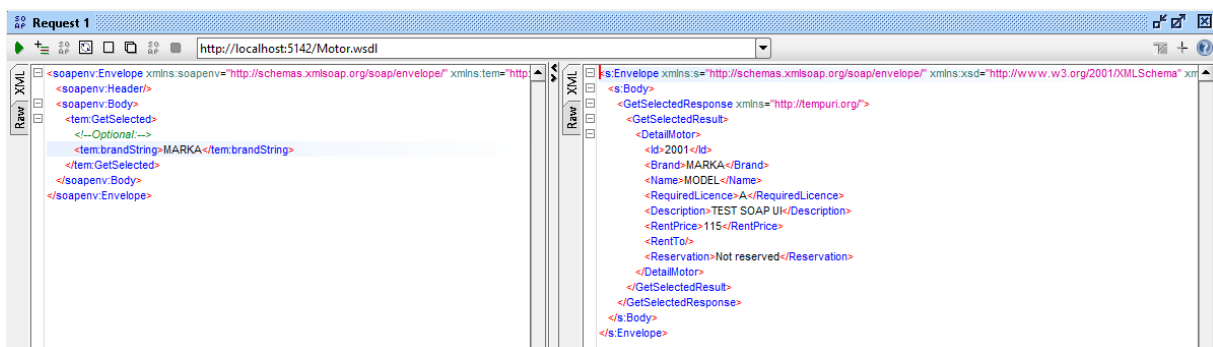 SO AP Request 1
http://localhost:5142/Motor.wsdl
XML
Raw
<soapenv:Envelope xmlns:soapenv="http://schemas.xmlsoap.org/soap/envelope/" xmlns:tem="http:
<soapenv:Header/>
<soapenv:Body>
<tem:GetSelected>
<!--Optional:-->
<tem:brandString>MARKA</tem:brandString>
</tem:GetSelected>
</soapenv:Body>
</soapenv:Envelope>
XML
Raw
<s:Envelope xmlns:s="http://schemas.xmlsoap.org/soap/envelope/" xmlns:xsd="http://www.w3.org/2001/XMLSchema" xm
<s:Body>
<GetSelectedResponse xmlns="http://tempuri.org/">
<GetSelectedResult>
<DetailMotor>
<Id>2001</Id>
<Brand>MARKA</Brand>
<Name>MODEL</Name>
<RequiredLicence>A</RequiredLicence>
<Description>TEST SOAP UI</Description>
<RentPrice>115</RentPrice>
<RentTo/>
<Reservation>Not reserved</Reservation>
</DetailMotor>
</GetSelectedResult>
</GetSelectedResponse>
</s:Body>
</s:Envelope>